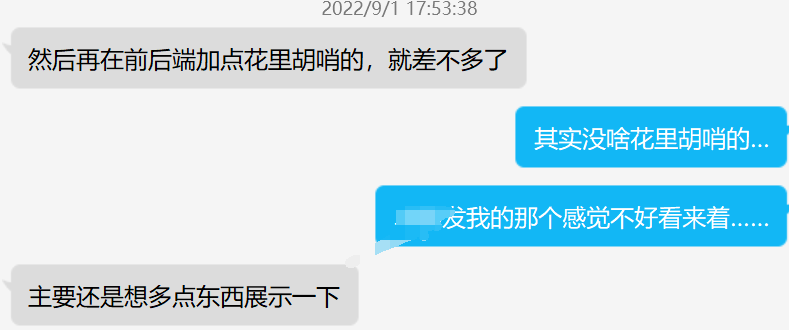 2022/9/1 17:53:38
然后再在前后端加点花里胡哨的，就差不多了
其实没啥花里胡哨的...
发我的那个感觉不好看来着......
主要还是想多点东西展示一下